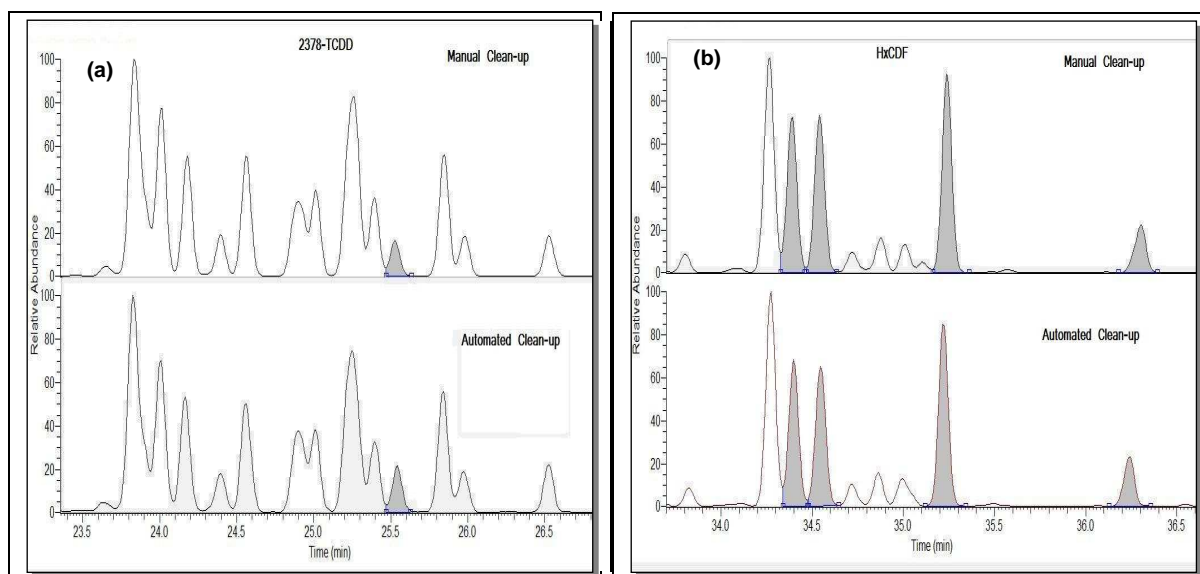 (a)
2378-TCDD
Manual Clean-up
100
80
60
40
20
0
Relative Abundance
Automated Clean-up
100
80
60
40
20
0
23.5 24.0 24.5 25.0 25.5 26.0 26.5
Time (min)
(b)
HxCDF
Manual Clean-up
100
80
60
40
20
0
Relative Abundance
Automated Clean-up
100
80
60
40
20
0
34.0 34.5 35.0 35.5 36.0 36.5
Time (min)